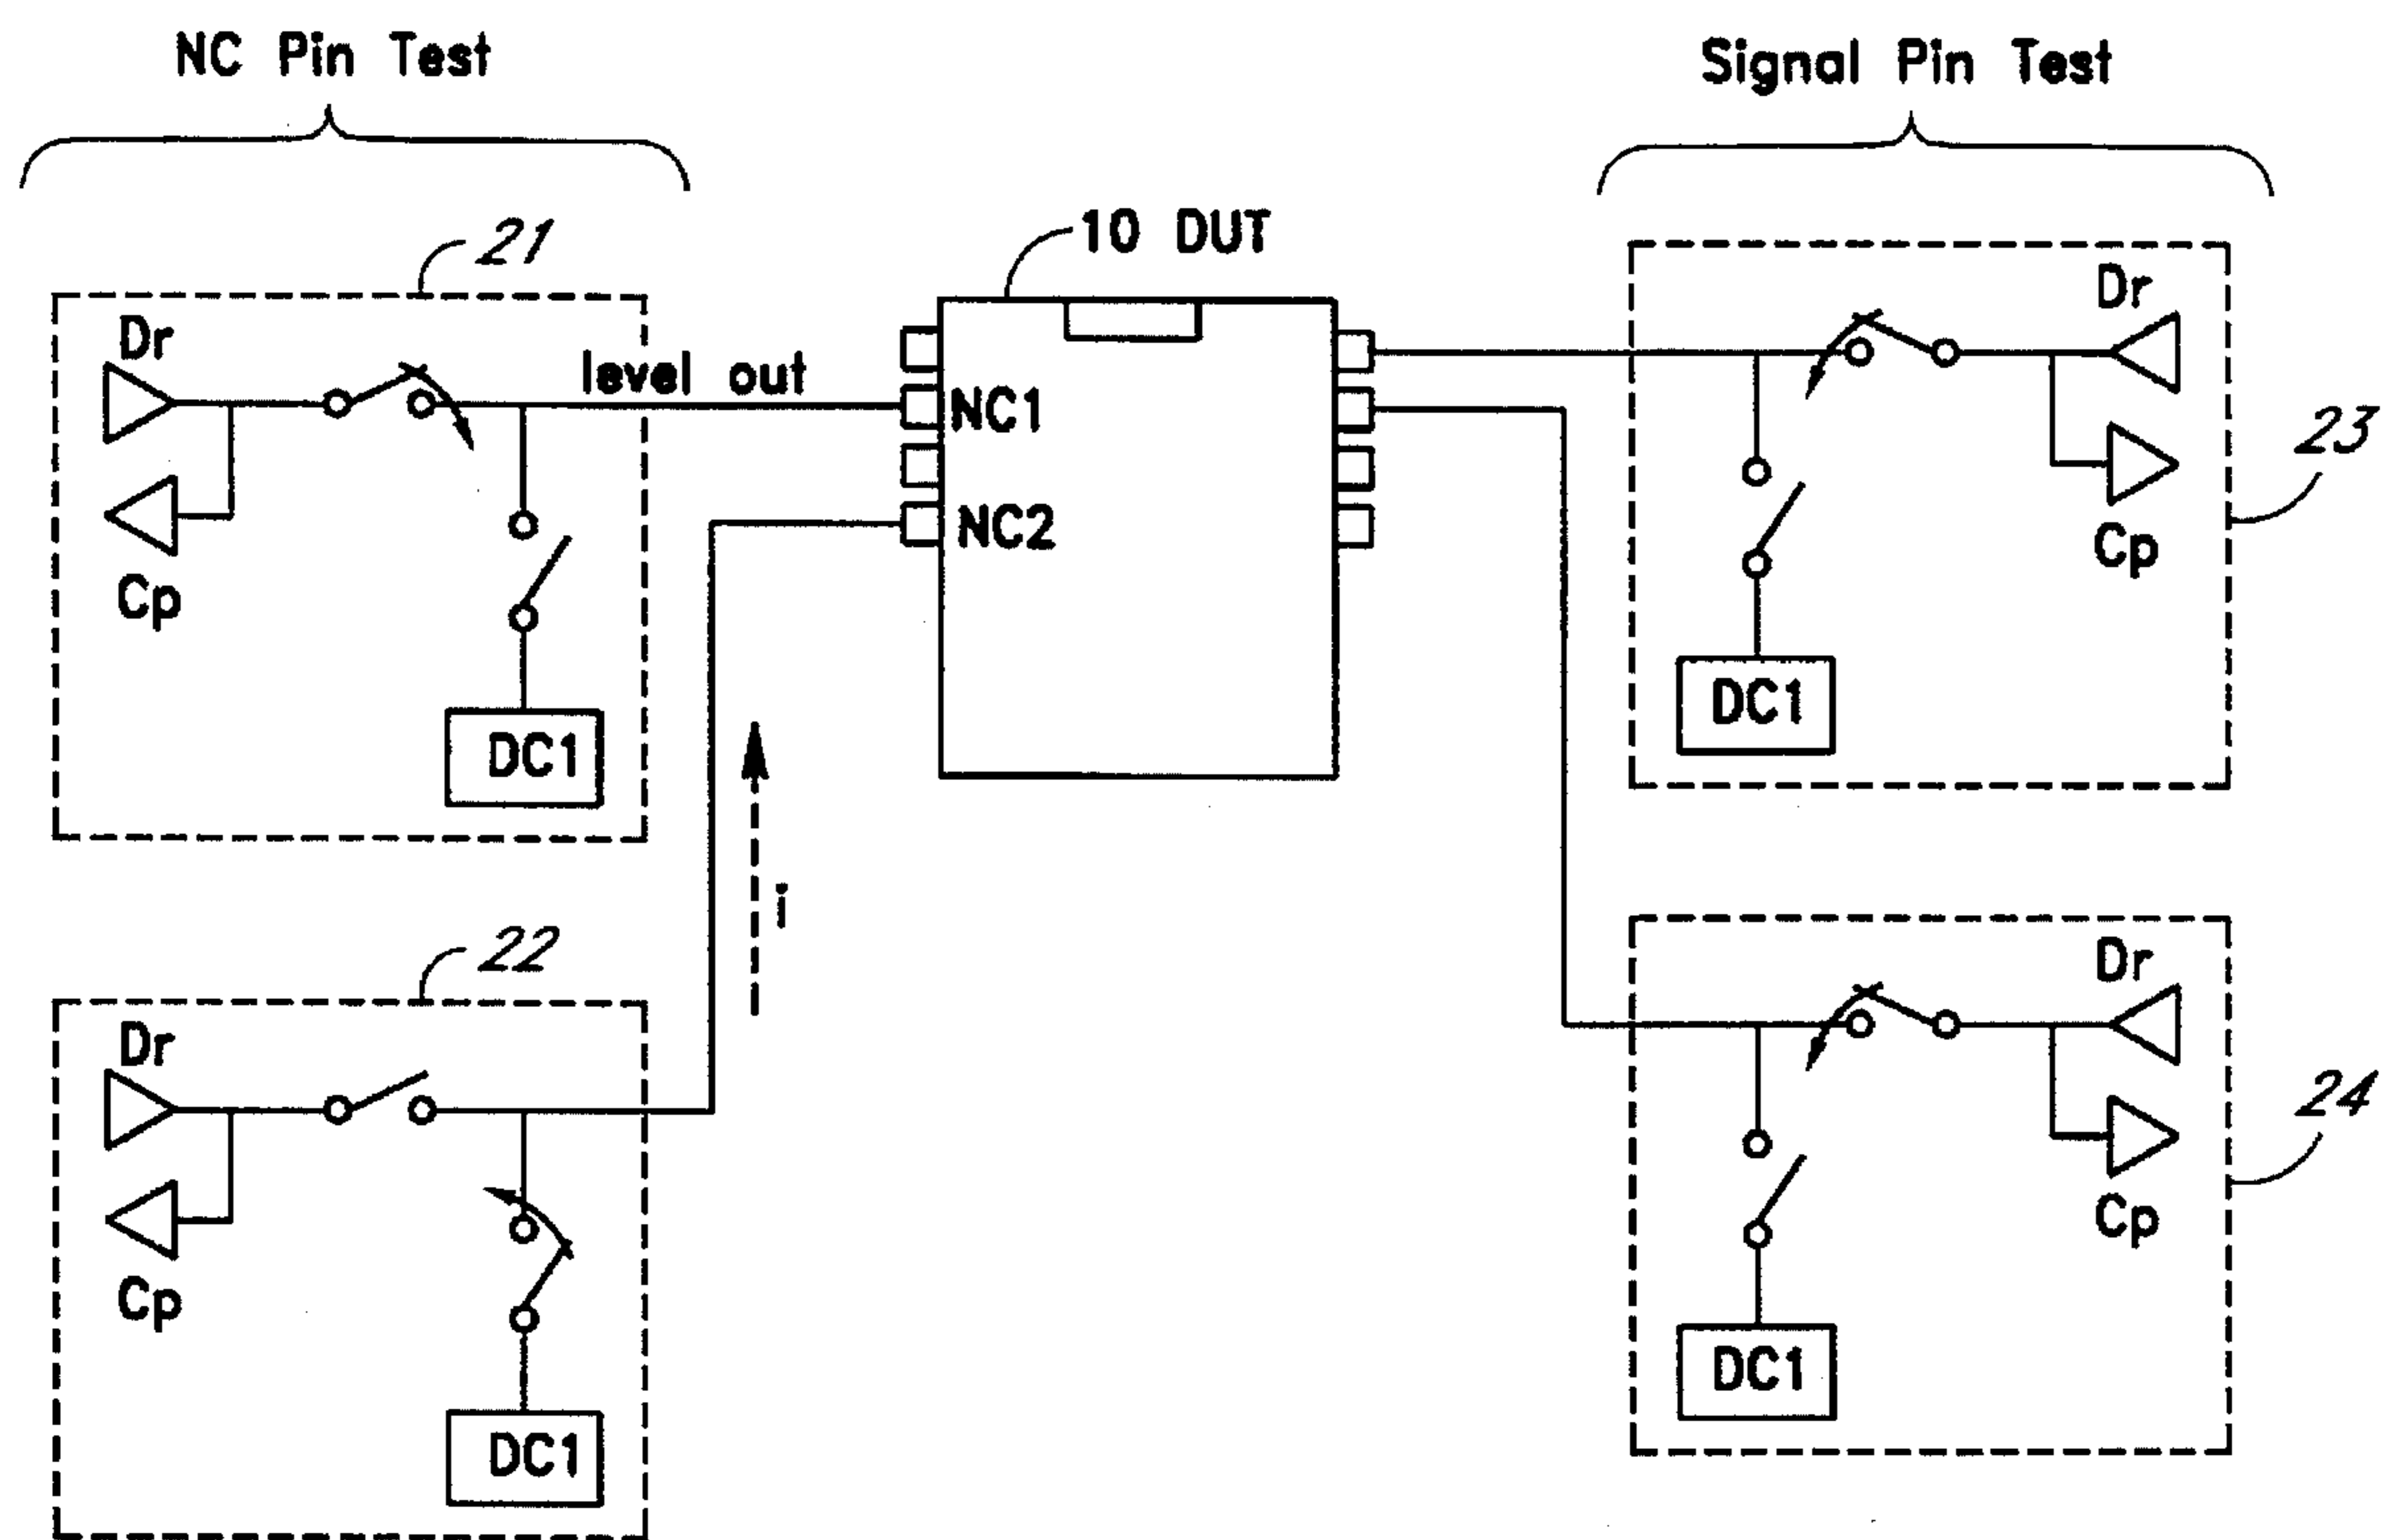 NC Pin Test
Signal Pin Test
21
10 DUT
Dr
level out
NC1
NC2
Cp
DC1
i
Dr
23
Cp
DC1
22
Dr
Cp
DC1
Dr
24
Cp
DC1